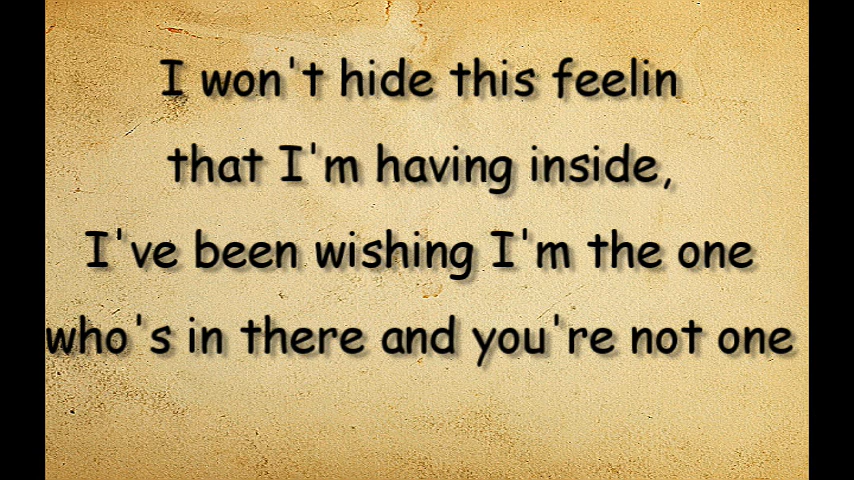 I won't hide this feelin
that I'm having inside,
I've been wishing I'm the one
who's in there and you're not one